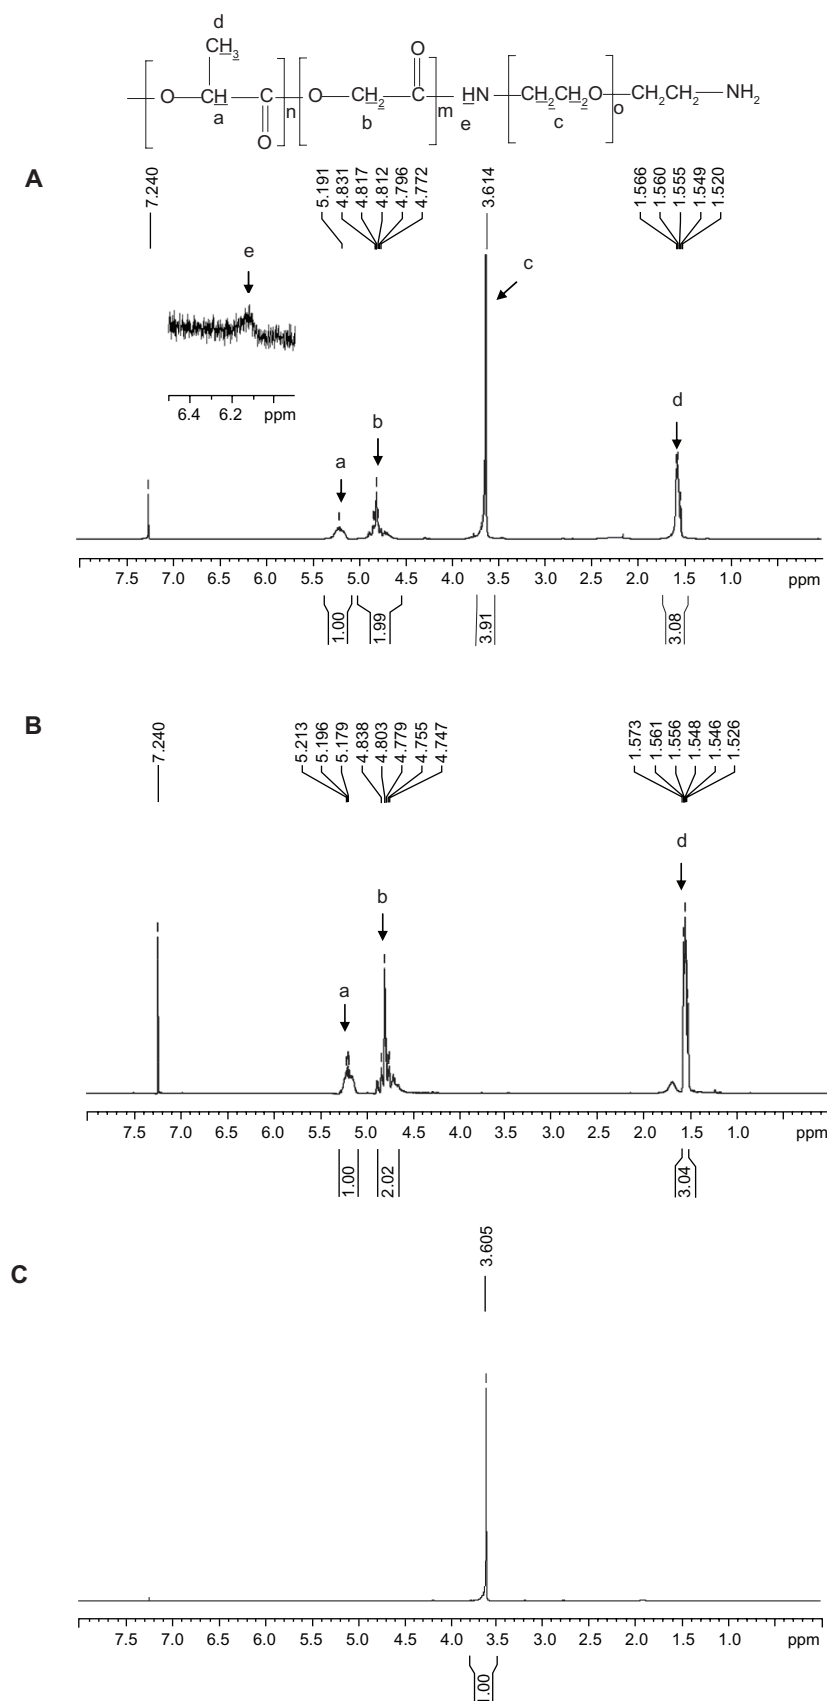 d
CH3
O
O CH C n O CH2 C m HN CH2CH2O o CH2CH2 NH2
a b e c
O
A
7.240 5.191 4.831 4.817 4.812 4.796 4.772 3.614 1.566 1.560 1.555 1.549 1.520
e c
6.4 6.2 ppm
a b d
7.5 7.0 6.5 6.0 5.5 5.0 4.5 4.0 3.5 3.0 2.5 2.0 1.5 1.0 ppm
1.00 1.99 3.91 3.08
B
7.240 5.213 5.196 5.179 4.838 4.803 4.779 4.755 4.747 1.573 1.561 1.556 1.548 1.546 1.526
a b d
7.5 7.0 6.5 6.0 5.5 5.0 4.5 4.0 3.5 3.0 2.5 2.0 1.5 1.0 ppm
1.00 2.02 3.04
C
3.605
7.5 7.0 6.5 6.0 5.5 5.0 4.5 4.0 3.5 3.0 2.5 2.0 1.5 1.0 ppm
1.00